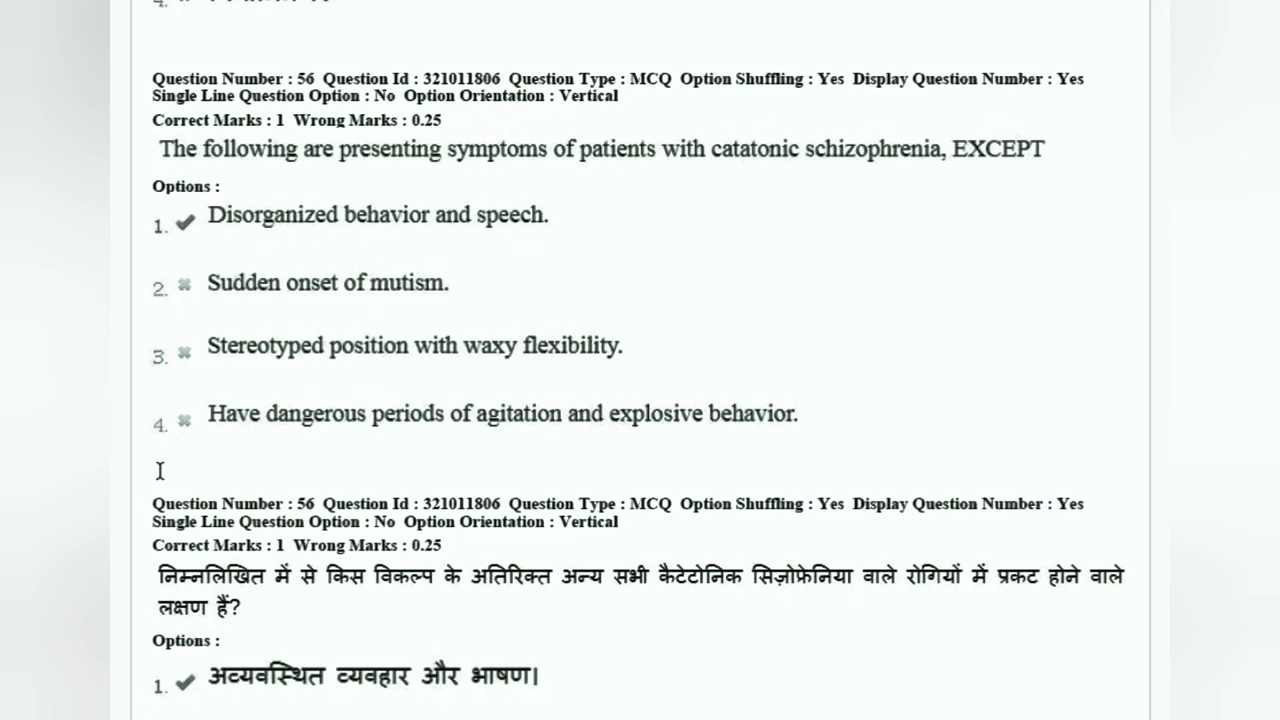 4.
Question Number : 56 Question Id : 321011806 Question Type : MCQ Option Shuffling : Yes Display Question Number : Yes
Single Line Question Option : No Option Orientation : Vertical
Correct Marks : 1 Wrong Marks : 0.25
The following are presenting symptoms of patients with catatonic schizophrenia, EXCEPT
Options :
1. ✔ Disorganized behavior and speech.
2. ✖ Sudden onset of mutism.
3. ✖ Stereotyped position with waxy flexibility.
4. ✖ Have dangerous periods of agitation and explosive behavior.
Question Number : 56 Question Id : 321011806 Question Type : MCQ Option Shuffling : Yes Display Question Number : Yes
Single Line Question Option : No Option Orientation : Vertical
Correct Marks : 1 Wrong Marks : 0.25
निम्नलिखित में से किस विकल्प के अतिरिक्त अन्य सभी कैटेटोनिक सिज़ोफ्रेनिया वाले रोगियों में प्रकट होने वाले
लक्षण हैं?
Options :
1. ✔ अव्यवस्थित व्यवहार और भाषण।